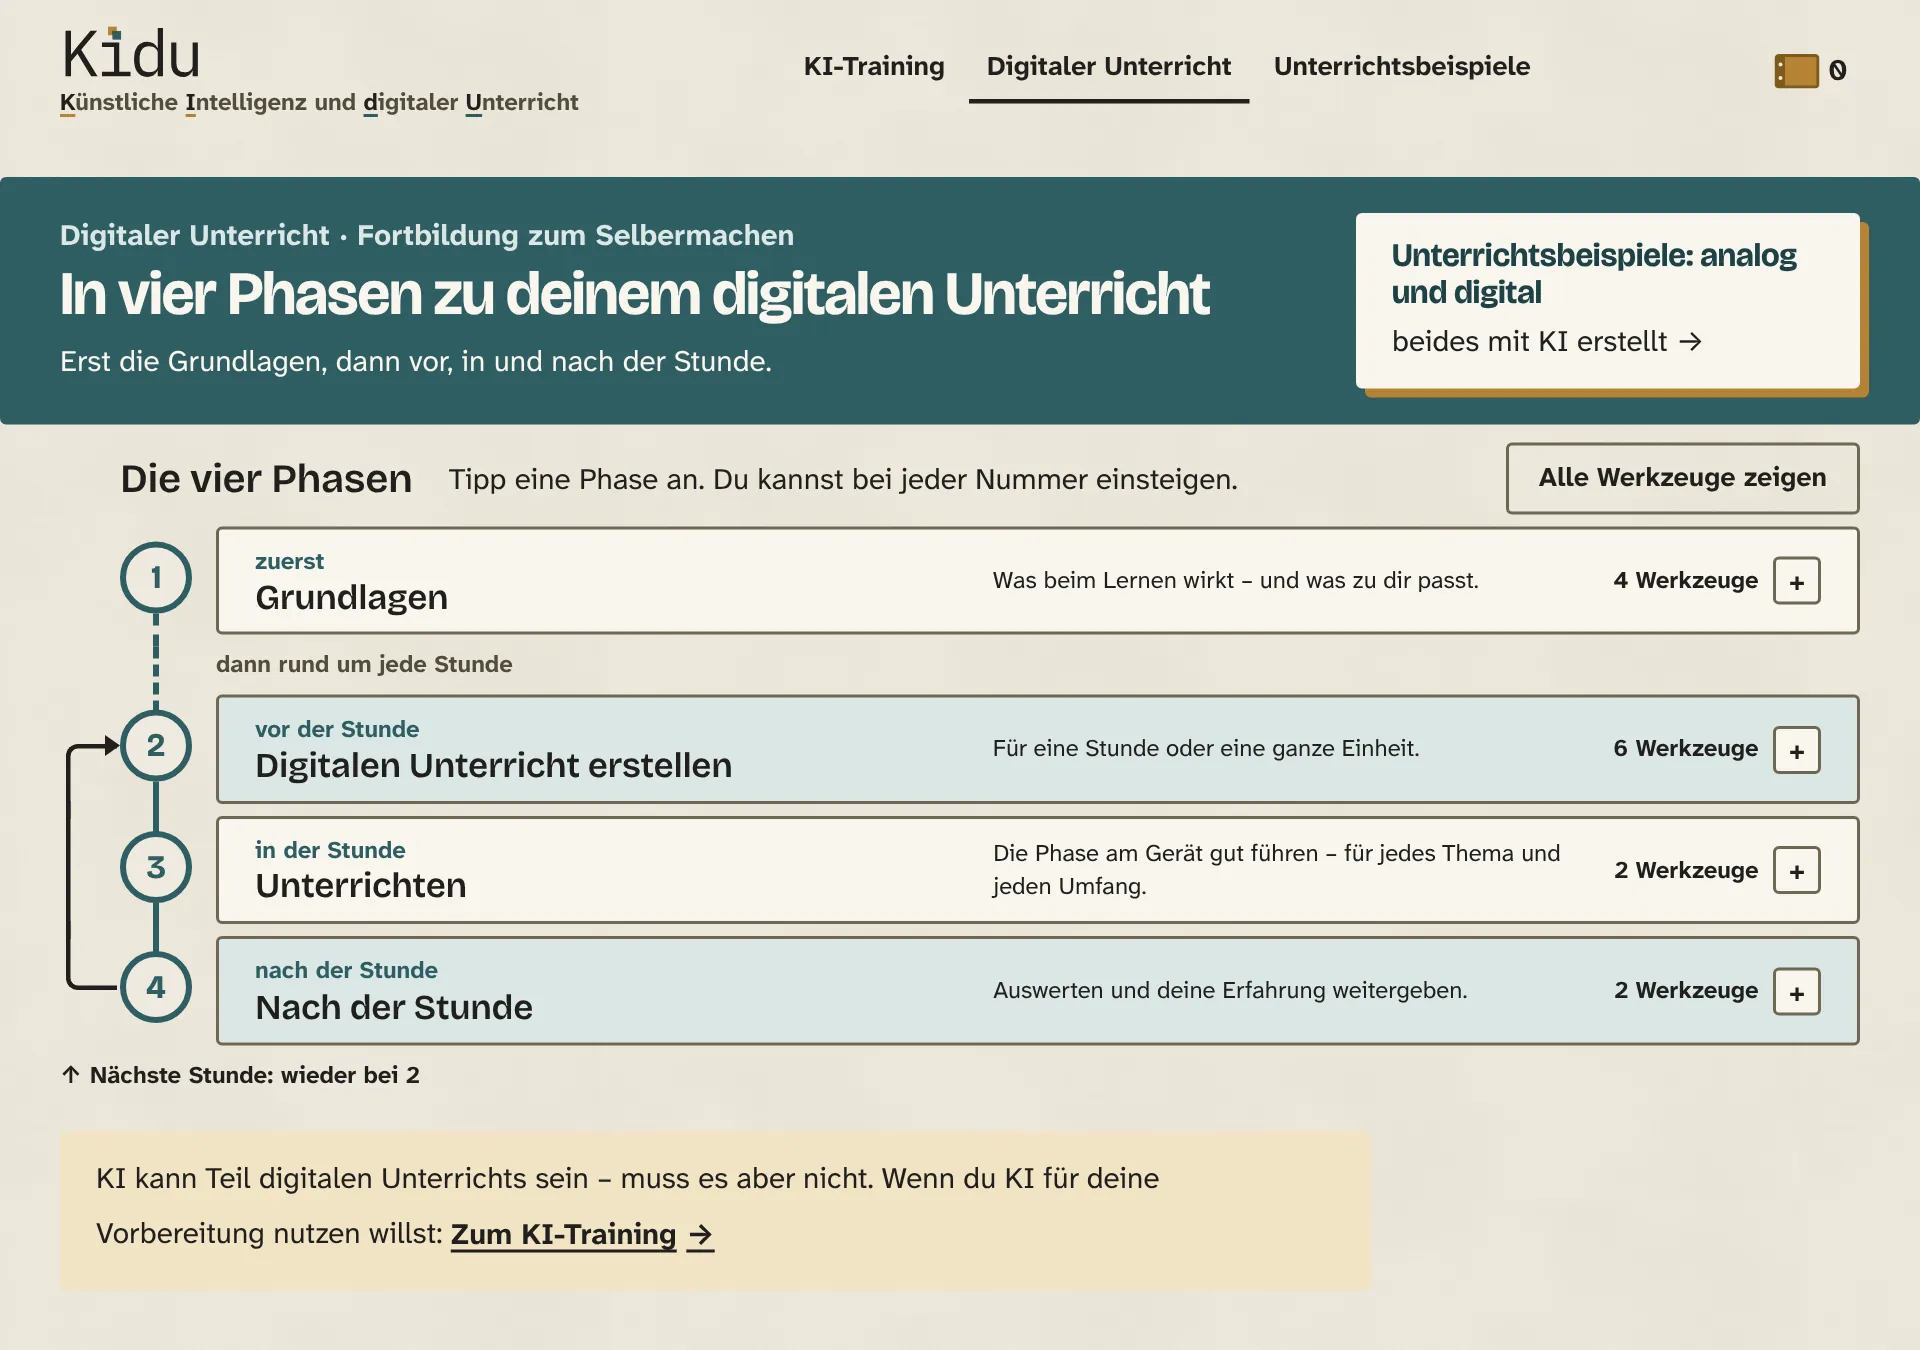 Kidu
Künstliche Intelligenz und digitaler Unterricht
KI-Training
Digitaler Unterricht
Unterrichtsbeispiele
0
Digitaler Unterricht · Fortbildung zum Selbermachen
In vier Phasen zu deinem digitalen Unterricht
Erst die Grundlagen, dann vor, in und nach der Stunde.
Unterrichtsbeispiele: analog
und digital
beides mit KI erstellt →
Die vier Phasen
Tipp eine Phase an. Du kannst bei jeder Nummer einsteigen.
Alle Werkzeuge zeigen
1
zuerst
Grundlagen
Was beim Lernen wirkt – und was zu dir passt.
4 Werkzeuge
+
dann rund um jede Stunde
2
vor der Stunde
Digitalen Unterricht erstellen
Für eine Stunde oder eine ganze Einheit.
6 Werkzeuge
+
3
in der Stunde
Unterrichten
Die Phase am Gerät gut führen – für jedes Thema und
jeden Umfang.
2 Werkzeuge
+
4
nach der Stunde
Nach der Stunde
Auswerten und deine Erfahrung weitergeben.
2 Werkzeuge
+
↑ Nächste Stunde: wieder bei 2
KI kann Teil digitalen Unterrichts sein – muss es aber nicht. Wenn du KI für deine
Vorbereitung nutzen willst: Zum KI-Training →